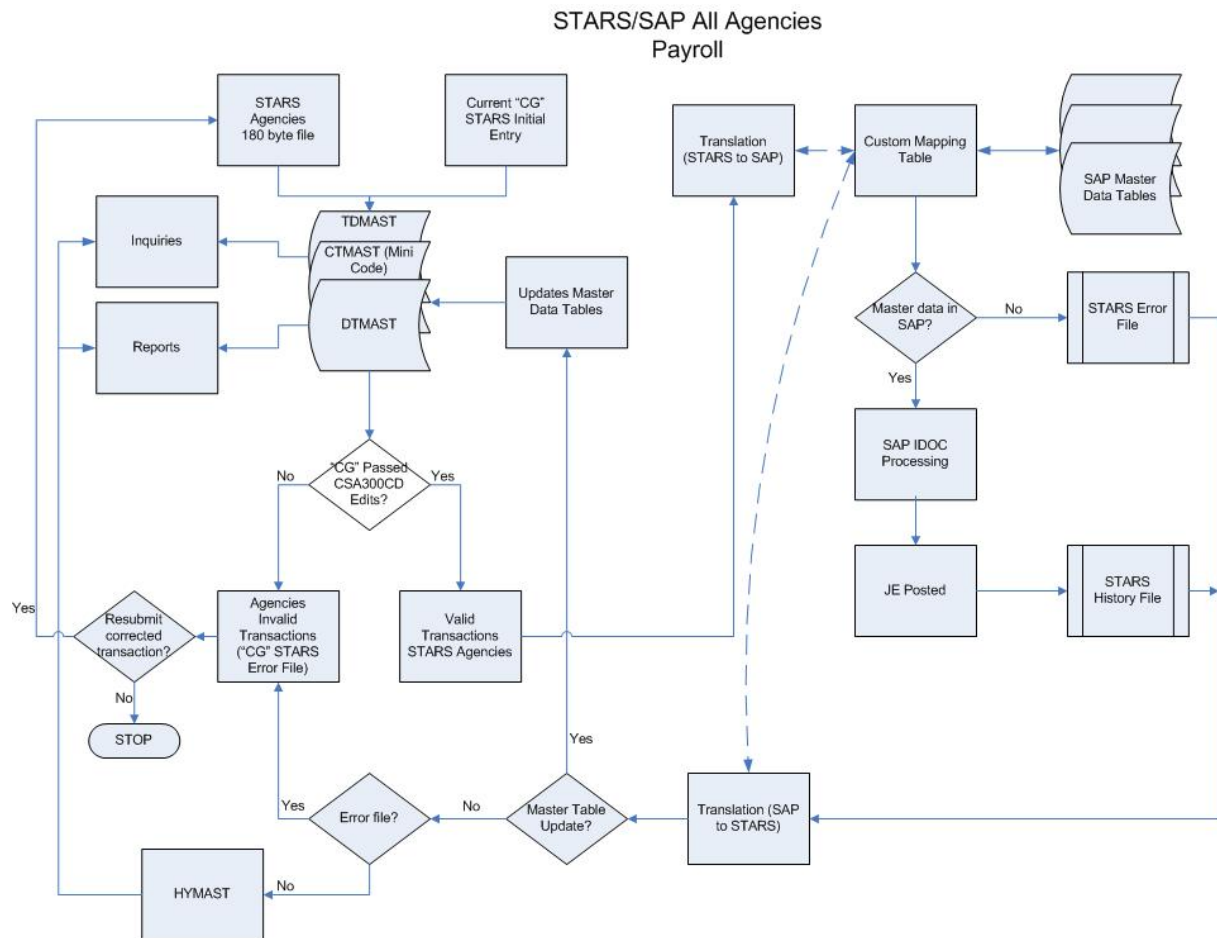 STARS/SAP All Agencies
Payroll
STARS
Agencies
180 byte file
Current “CG”
STARS Initial
Entry
Translation
(STARS to SAP)
Custom Mapping
Table
SAP Master
Data Tables
Inquiries
TDMAST
CTMAST (Mini
Code)
DTMAST
Updates Master
Data Tables
Reports
Master data in
SAP?
No
STARS Error
File
Yes
SAP IDOC
Processing
“CG” Passed
CSA300CD
Edits?
No
Yes
JE Posted
STARS
History File
Yes
Resubmit
corrected
transaction?
Agencies
Invalid
Transactions
(“CG” STARS
Error File)
Valid
Transactions
STARS Agencies
No
STOP
Yes
Error file?
Yes
No
Master Table
Update?
Translation (SAP
to STARS)
HYMAST
No